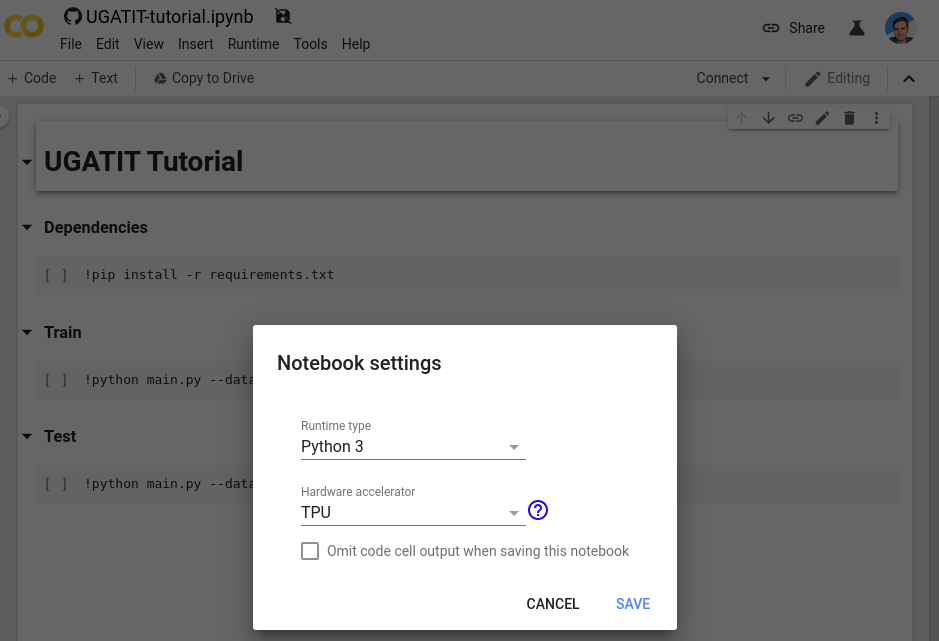 UGATIT-tutorial.ipynb
File Edit View Insert Runtime Tools Help
Share
+ Code + Text Copy to Drive
Connect Editing
UGATIT Tutorial
Dependencies
[ ] !pip install -r requirements.txt
Train
[ ] !python main.py --data
Test
[ ] !python main.py --data
Notebook settings
Runtime type
Python 3
Hardware accelerator
TPU
?
Omit code cell output when saving this notebook
CANCEL SAVE